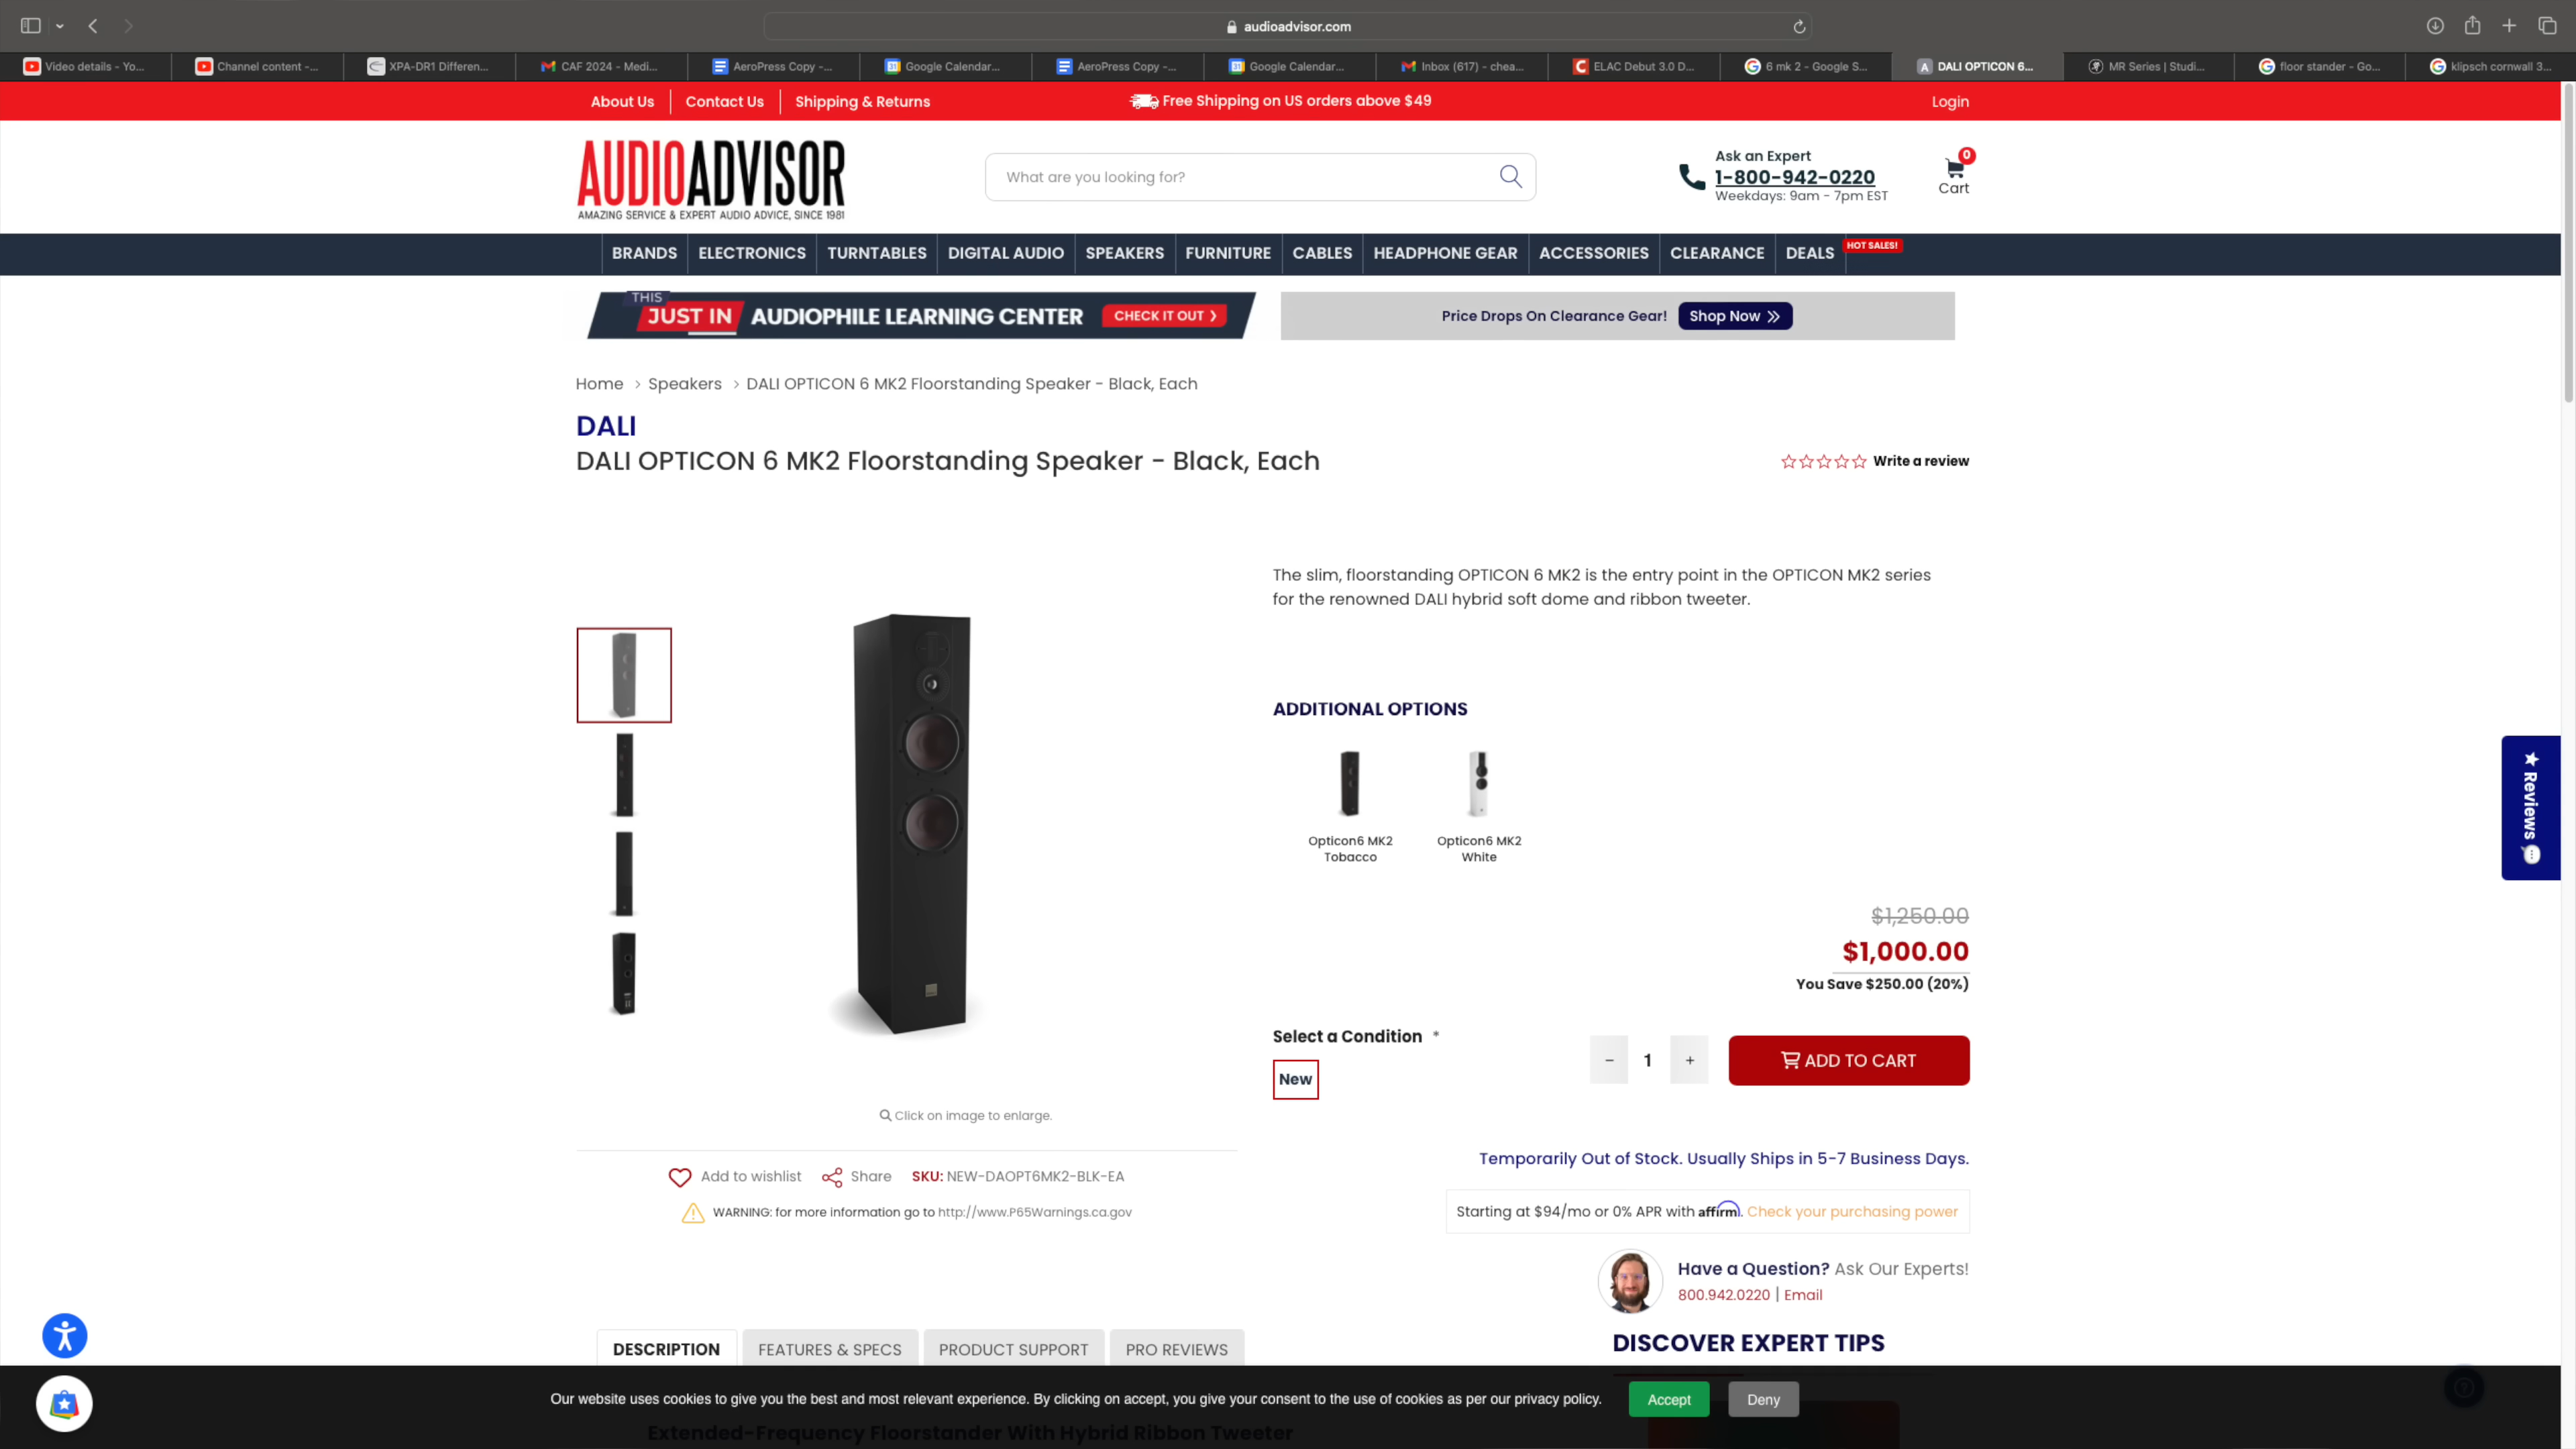 audioadvisor.com
Video details - Yo...
Channel content -...
XPA-DR1 Differen...
CAF 2024 - Medi...
AeroPress Copy -...
Google Calendar...
AeroPress Copy -...
Google Calendar...
Inbox (617) - chea...
ELAC Debut 3.0 D...
6 mk 2 - Google S...
DALI OPTICON 6...
MR Series | Studi...
floor stander - Go...
klipsch cornwall 3...
About Us
Contact Us
Shipping & Returns
Free Shipping on US orders above $49
Login
AUDIOADVISOR
AMAZING SERVICE & EXPERT AUDIO ADVICE, SINCE 1981
What are you looking for?
Ask an Expert
1-800-942-0220
Weekdays: 9am - 7pm EST
0
Cart
BRANDS
ELECTRONICS
TURNTABLES
DIGITAL AUDIO
SPEAKERS
FURNITURE
CABLES
HEADPHONE GEAR
ACCESSORIES
CLEARANCE
DEALS
HOT SALES!
THIS
JUST IN AUDIOPHILE LEARNING CENTER
CHECK IT OUT
Price Drops On Clearance Gear!
Shop Now
Home > Speakers > DALI OPTICON 6 MK2 Floorstanding Speaker - Black, Each
DALI
DALI OPTICON 6 MK2 Floorstanding Speaker - Black, Each
Write a review
The slim, floorstanding OPTICON 6 MK2 is the entry point in the OPTICON MK2 series
for the renowned DALI hybrid soft dome and ribbon tweeter.
ADDITIONAL OPTIONS
Opticon6 MK2
Tobacco
Opticon6 MK2
White
Reviews
$1,250.00
$1,000.00
You Save $250.00 (20%)
Select a Condition *
New
- 1 +
ADD TO CART
Click on image to enlarge.
Temporarily Out of Stock. Usually Ships in 5-7 Business Days.
Add to wishlist
Share
SKU: NEW-DAOPT6MK2-BLK-EA
WARNING: for more information go to http://www.P65Warnings.ca.gov
Starting at $94/mo or 0% APR with affirm. Check your purchasing power
Have a Question? Ask Our Experts!
800.942.0220 | Email
DISCOVER EXPERT TIPS
DESCRIPTION
FEATURES & SPECS
PRODUCT SUPPORT
PRO REVIEWS
Our website uses cookies to give you the best and most relevant experience. By clicking on accept, you give your consent to the use of cookies as per our privacy policy.
Accept
Deny
Extended-Frequency Floorstander With Hybrid Ribbon Tweeter